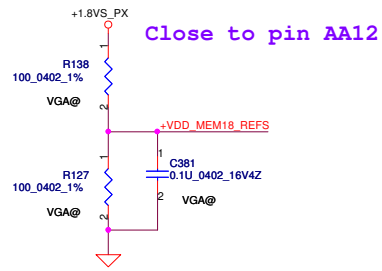 +1.8VS_PX
Close to pin AA12
1
R138
100_0402_1%
VGA@
2
+VDD_MEM18_REFS
1
R127
100_0402_1%
VGA@
2
1
C381
0.1U_0402_16V4Z
2
VGA@